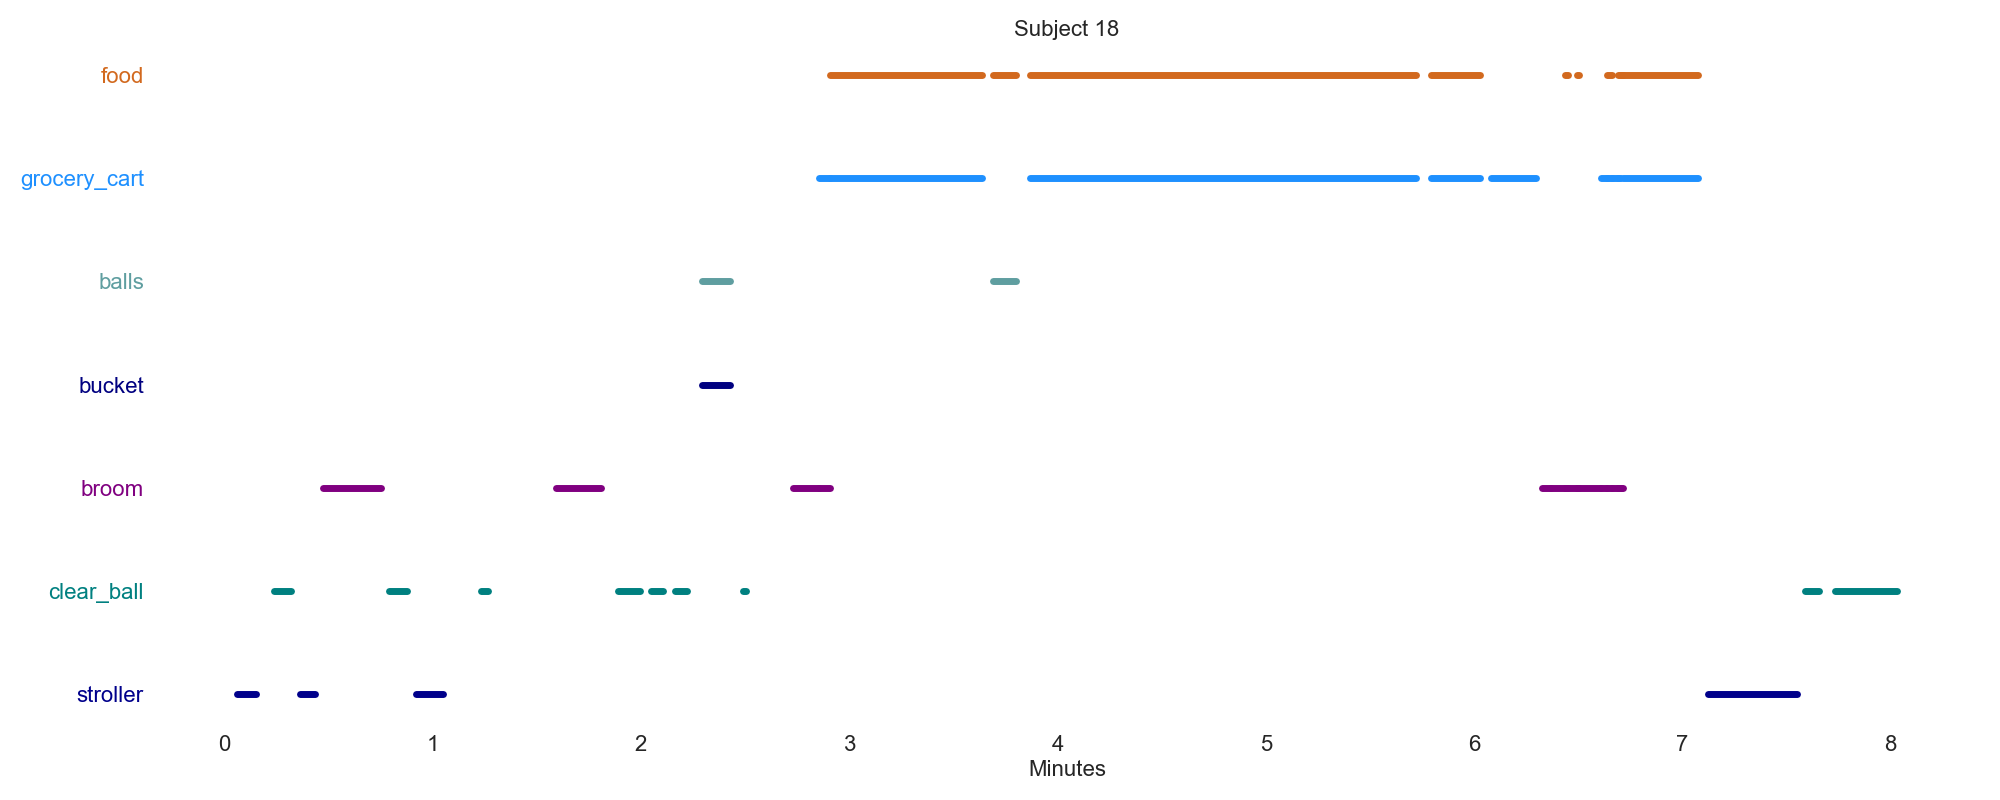 Subject 18
food
grocery_cart
balls
bucket
broom
clear_ball
stroller
0 1 2 3 4 5 6 7 8
Minutes